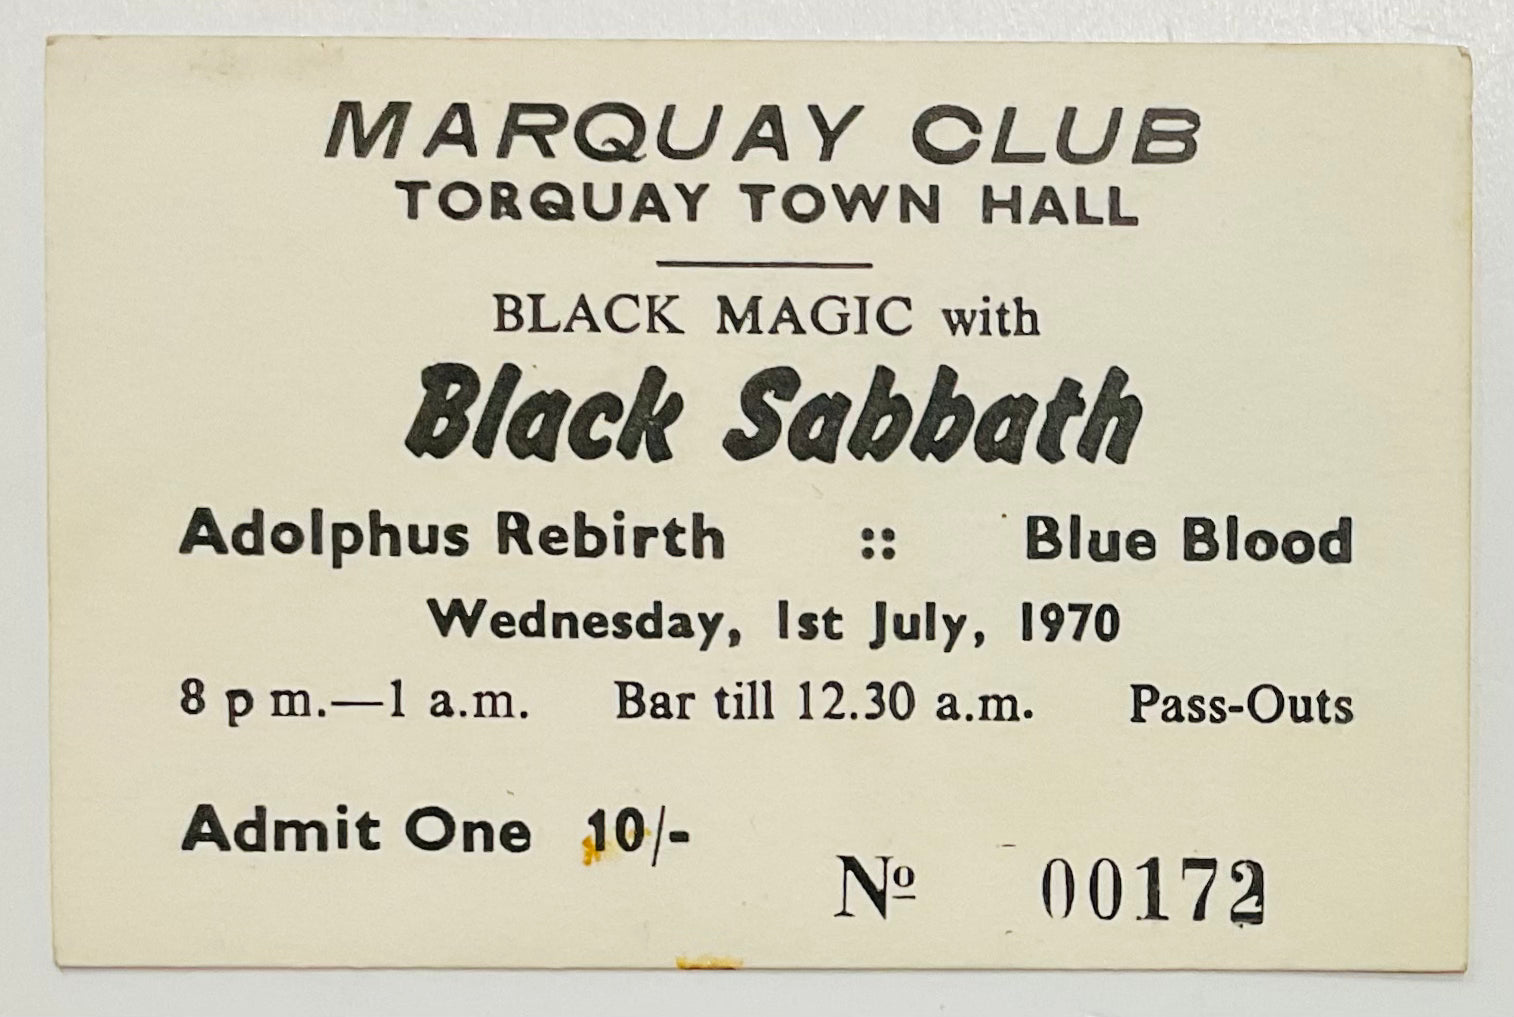 MARQUAY CLUB
TORQUAY TOWN HALL
BLACK MAGIC with
Black Sabbath
Adolphus Rebirth :: Blue Blood
Wednesday, 1st July, 1970
8 p m.—1 a.m. Bar till 12.30 a.m. Pass-Outs
Admit One 10/-
Nº 00172